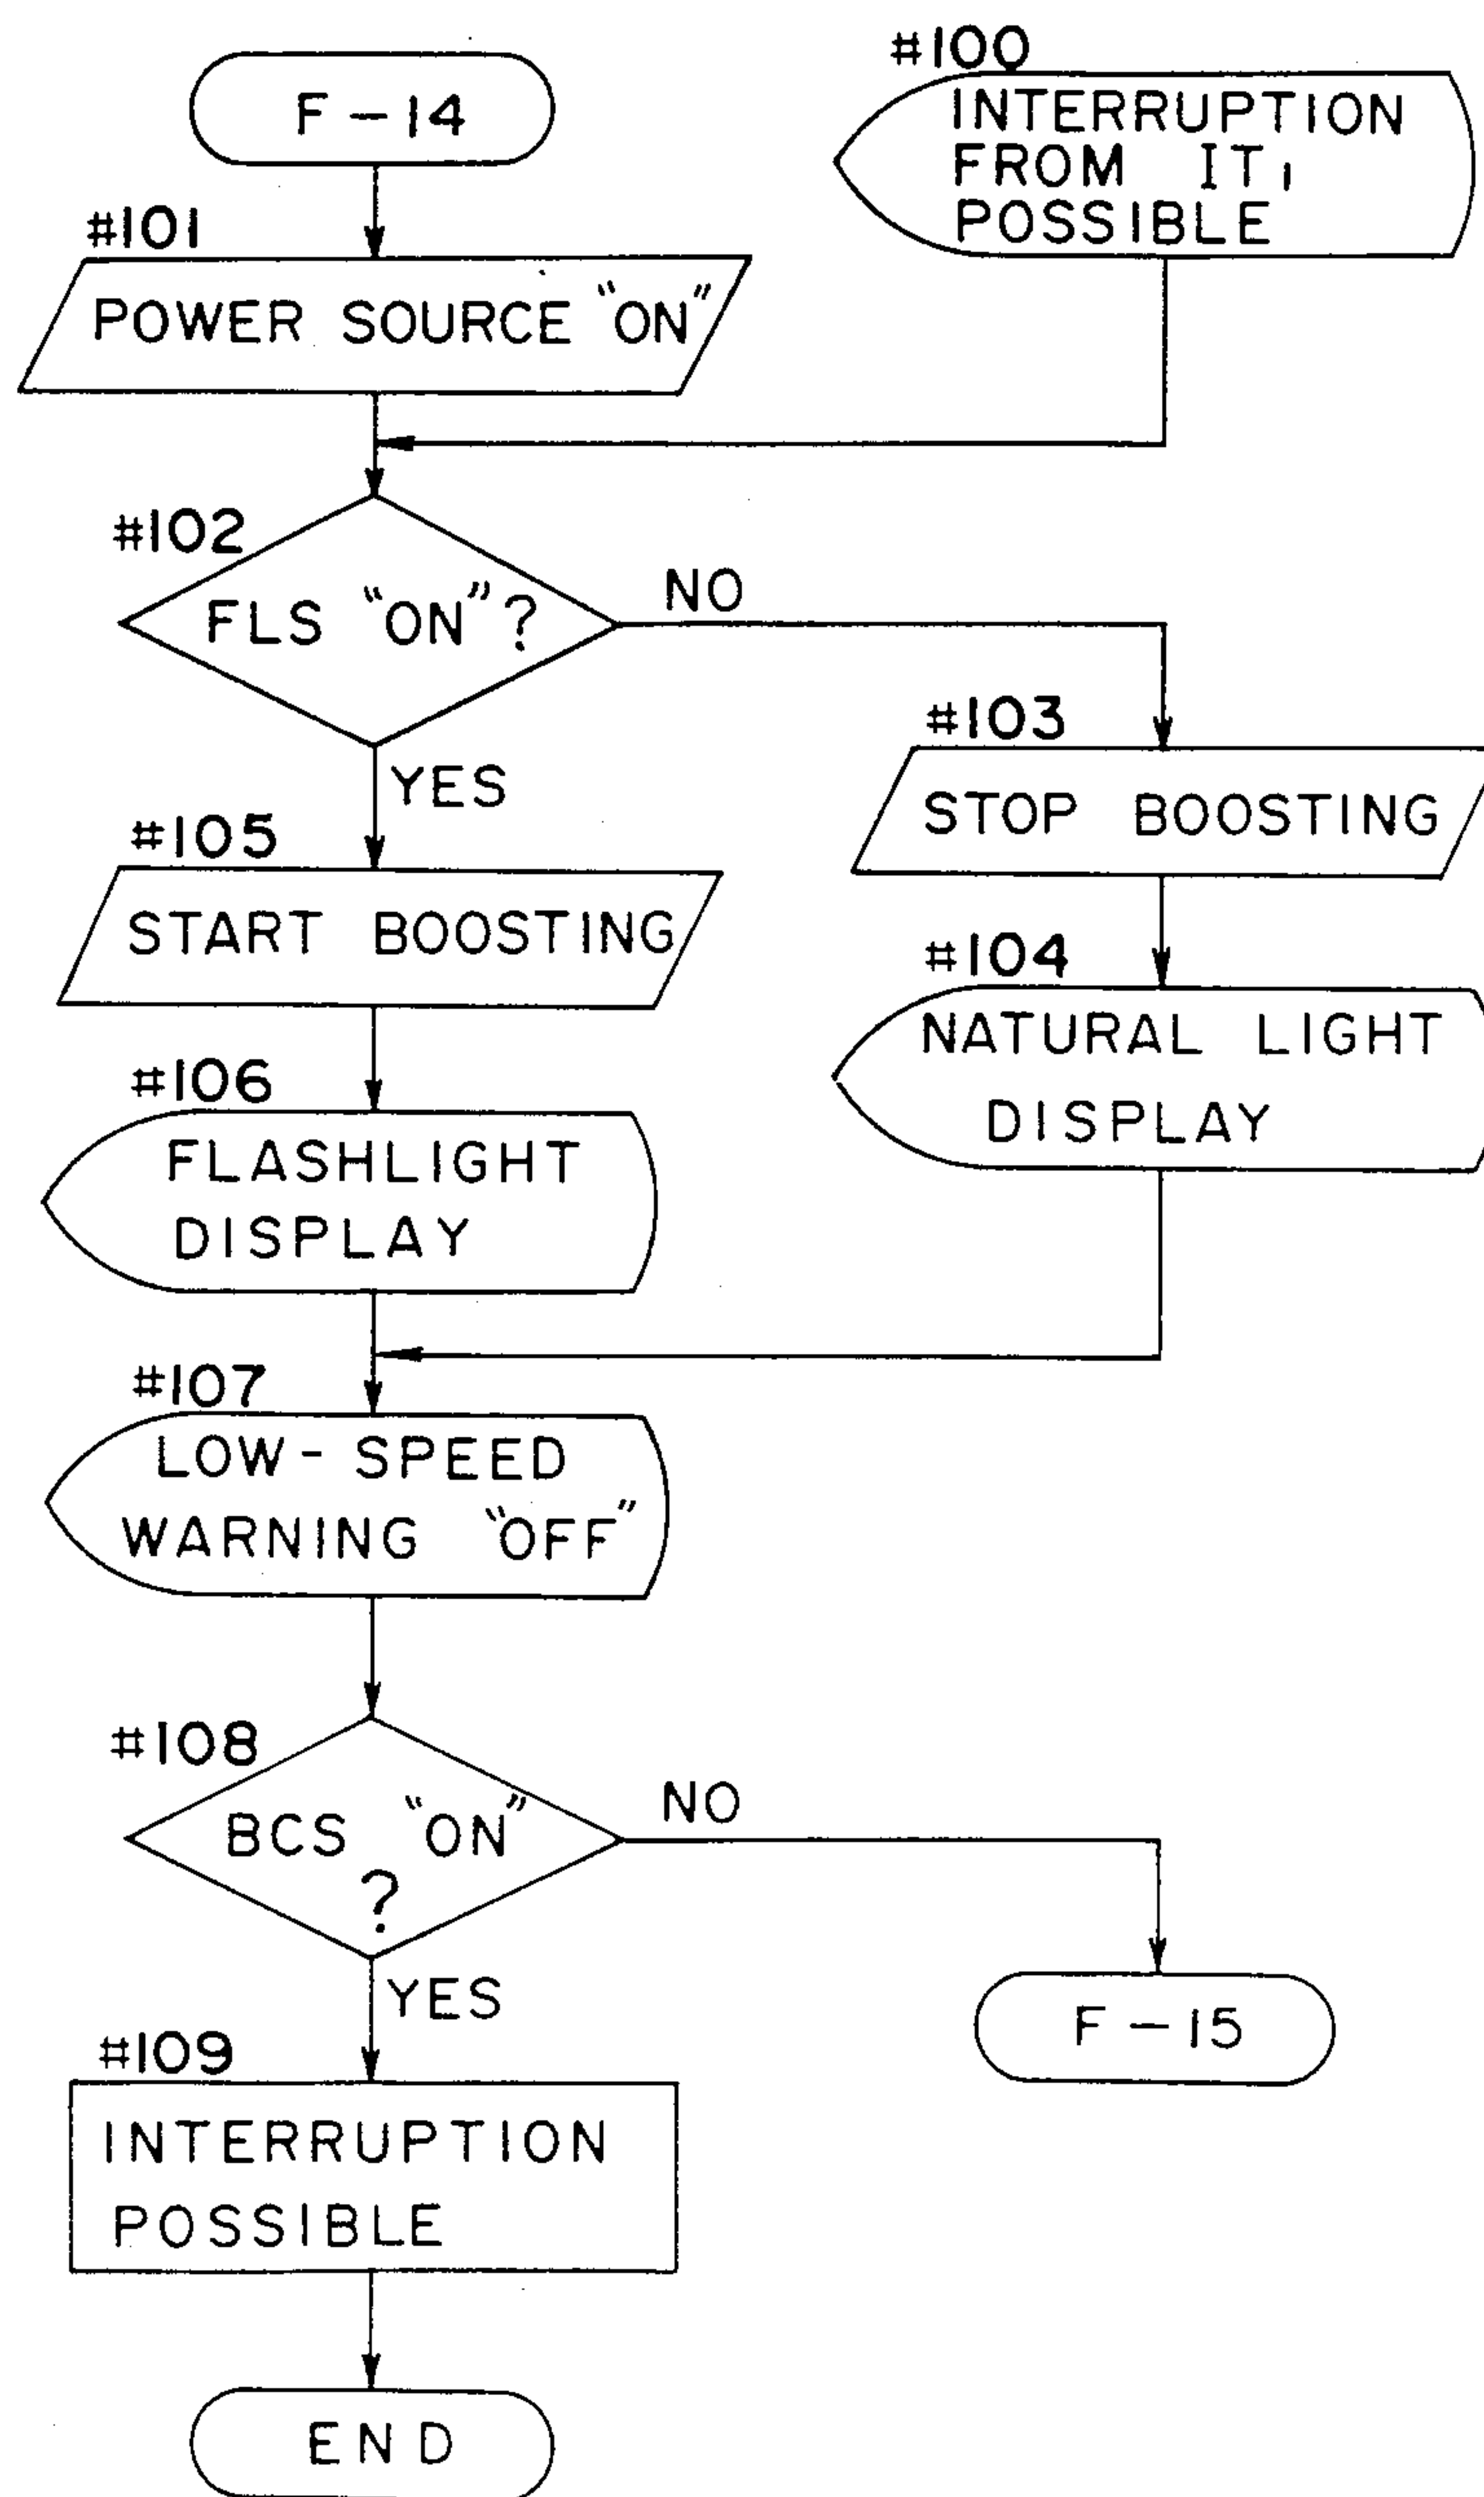 F-14
#100
INTERRUPTION
FROM IT₁
POSSIBLE
#101
POWER SOURCE "ON"
#102
FLS "ON"?
NO
YES
#103
STOP BOOSTING
#105
START BOOSTING
#104
NATURAL LIGHT
DISPLAY
#106
FLASHLIGHT
DISPLAY
#107
LOW-SPEED
WARNING "OFF"
#108
BCS "ON"
?
NO
YES
F-15
#109
INTERRUPTION
POSSIBLE
END